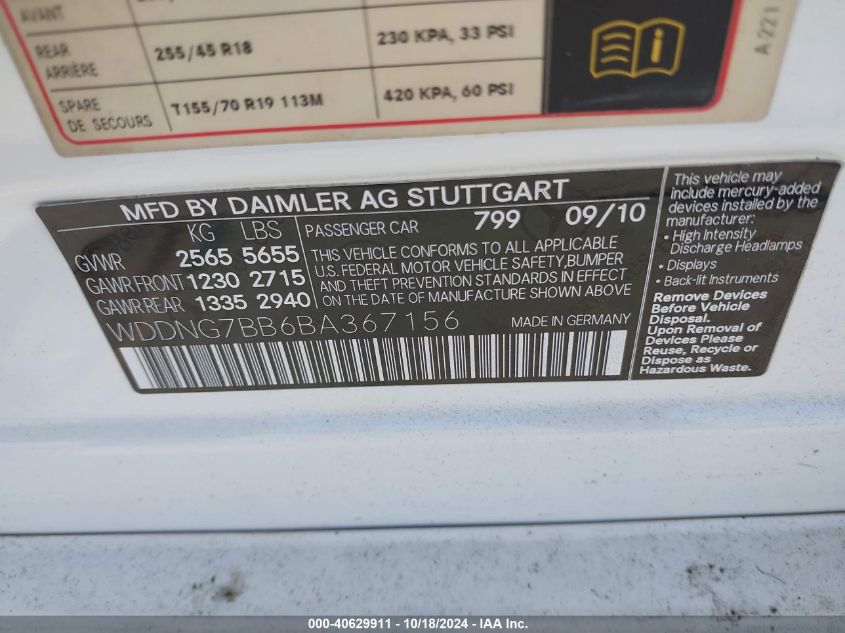 AVANT
REAR 255/45 R18 230 KPA, 33 PSI
ARRIÈRE
SPARE T155/70 R19 113M 420 KPA, 60 PSI
DE SECOURS
A 221
MFD BY DAIMLER AG STUTTGART
KG LBS
GVWR 2565 5655
GAWR FRONT 1230 2715
GAWR REAR 1335 2940
PASSENGER CAR 799 09/10
THIS VEHICLE CONFORMS TO ALL APPLICABLE
U.S. FEDERAL MOTOR VEHICLE SAFETY,BUMPER
AND THEFT PREVENTION STANDARDS IN EFFECT
ON THE DATE OF MANUFACTURE SHOWN ABOVE
WDDNG7BB6BA367156 MADE IN GERMANY
This vehicle may
include mercury-added
devices installed by the
manufacturer:
• High Intensity
Discharge Headlamps
• Displays
• Back-lit Instruments
Remove Devices
Before Vehicle
Disposal.
Upon Removal of
Devices Please
Reuse, Recycle or
Dispose as
Hazardous Waste.
000-40629911 - 10/18/2024 - IAA Inc.